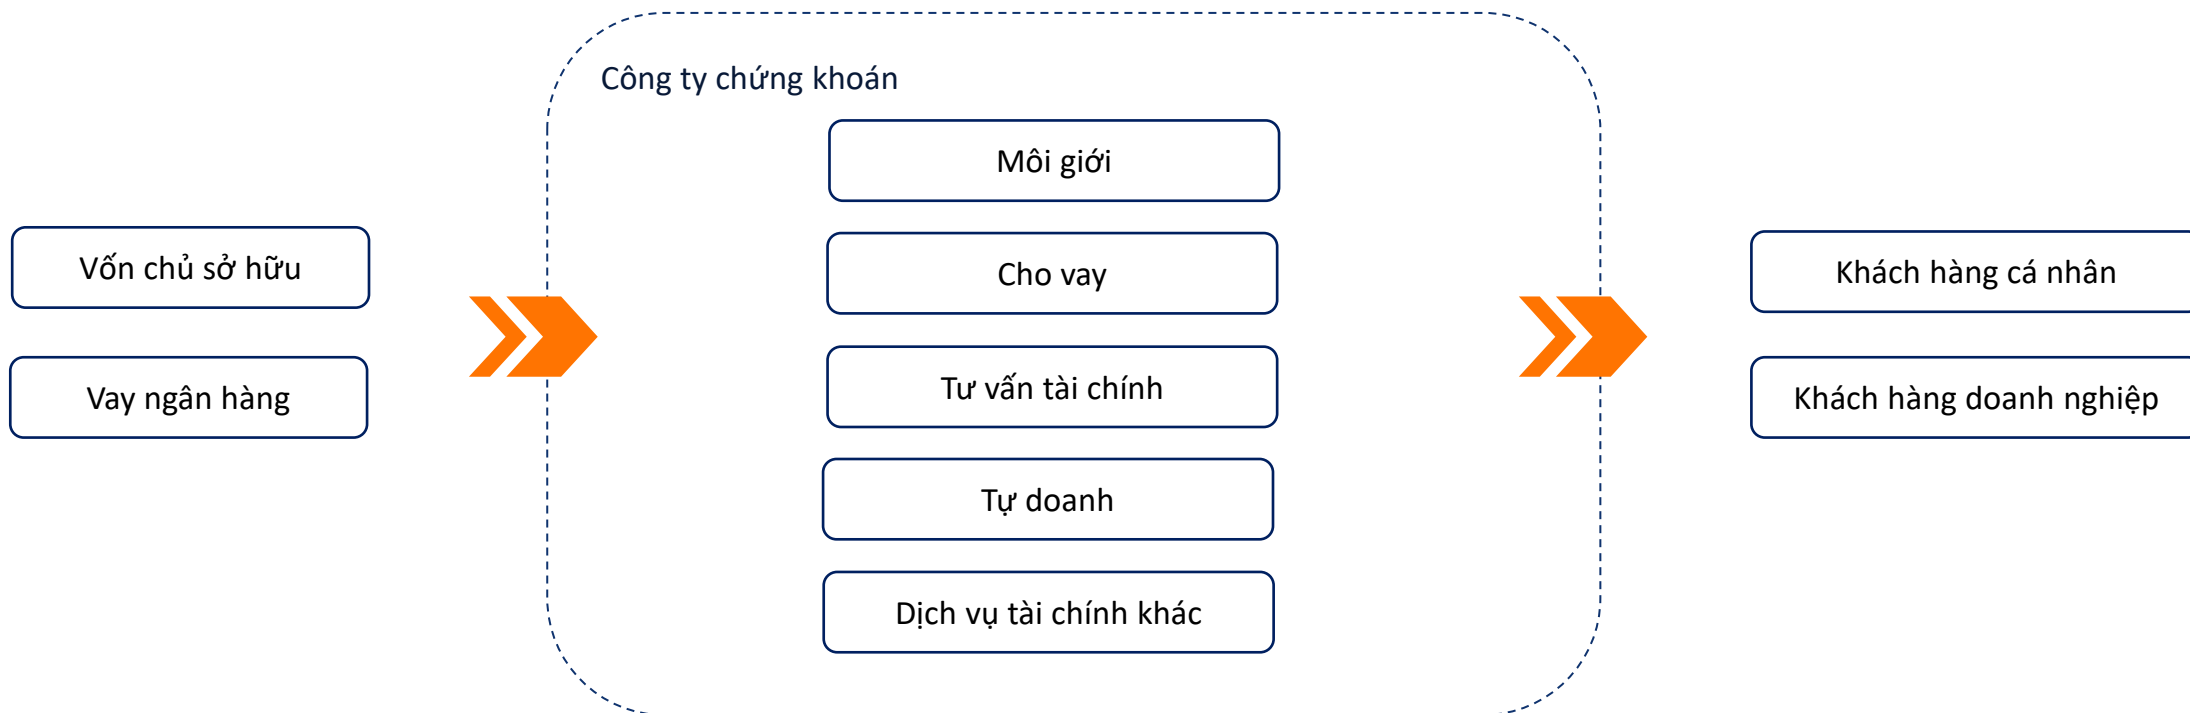 Công ty chứng khoán
Vốn chủ sở hữu
Vay ngân hàng
Môi giới
Cho vay
Tư vấn tài chính
Tự doanh
Dịch vụ tài chính khác
Khách hàng cá nhân
Khách hàng doanh nghiệp